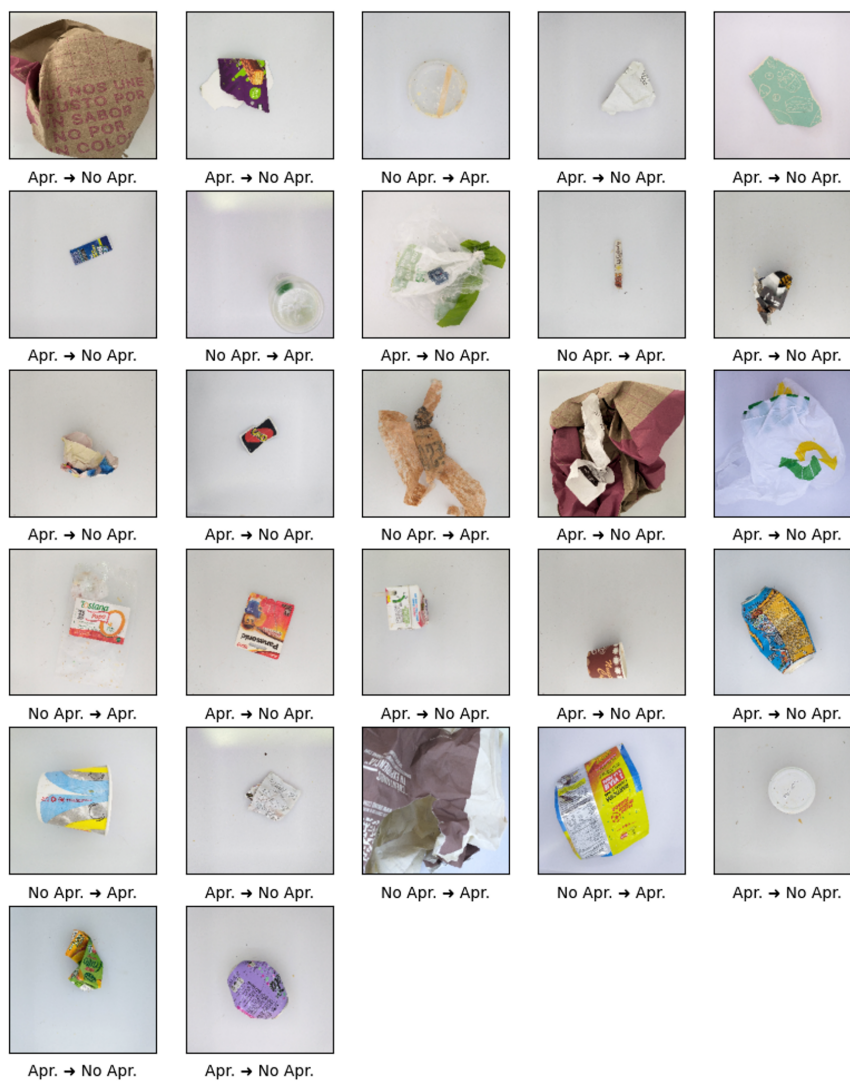 NOS UNE
USTO POR
N SABOR
NO POR
N COLO
Apr. → No Apr.
Apr. → No Apr.
No Apr. → Apr.
Apr. → No Apr.
Apr. → No Apr.
Apr. → No Apr.
No Apr. → Apr.
Apr. → No Apr.
No Apr. → Apr.
Apr. → No Apr.
Apr. → No Apr.
Apr. → No Apr.
No Apr. → Apr.
Apr. → No Apr.
Apr. → No Apr.
Panasonic
No Apr. → Apr.
Apr. → No Apr.
Apr. → No Apr.
Apr. → No Apr.
Apr. → No Apr.
No Apr. → Apr.
Apr. → No Apr.
No Apr. → Apr.
No Apr. → Apr.
Apr. → No Apr.
Apr. → No Apr.
Apr. → No Apr.